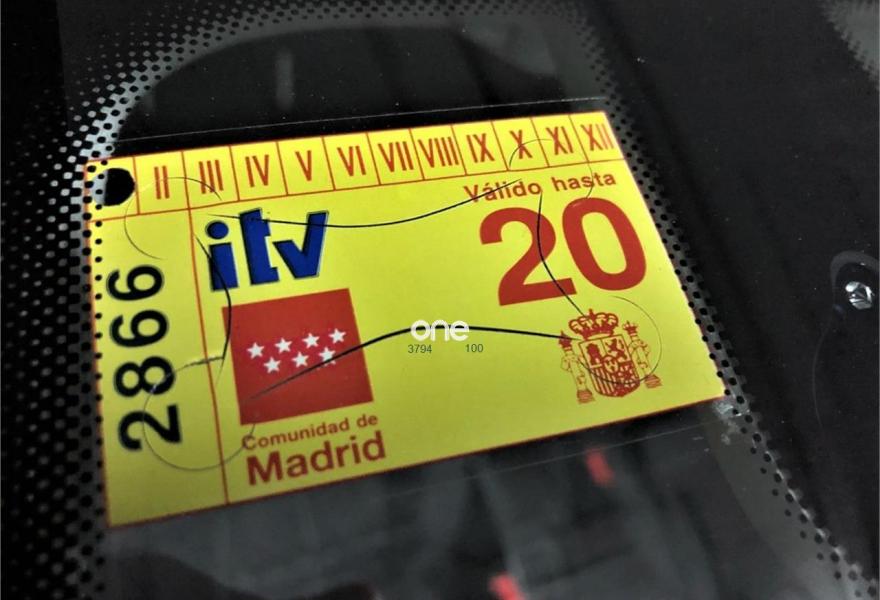 II III IV V VI VII VIII IX X XI XII
Válido hasta
itv
20
2866
one
3794 100
Comunidad de
Madrid